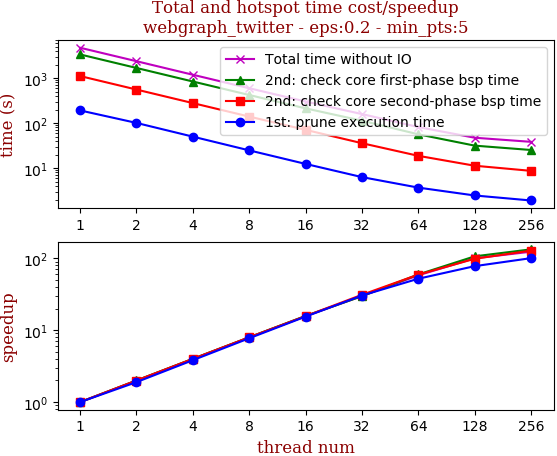 Total and hotspot time cost/speedup
webgraph_twitter - eps:0.2 - min_pts:5
time (s)
10³
10²
10¹
Total time without IO
2nd: check core first-phase bsp time
2nd: check core second-phase bsp time
1st: prune execution time
1 2 4 8 16 32 64 128 256
speedup
10²
10¹
10⁰
1 2 4 8 16 32 64 128 256
thread num